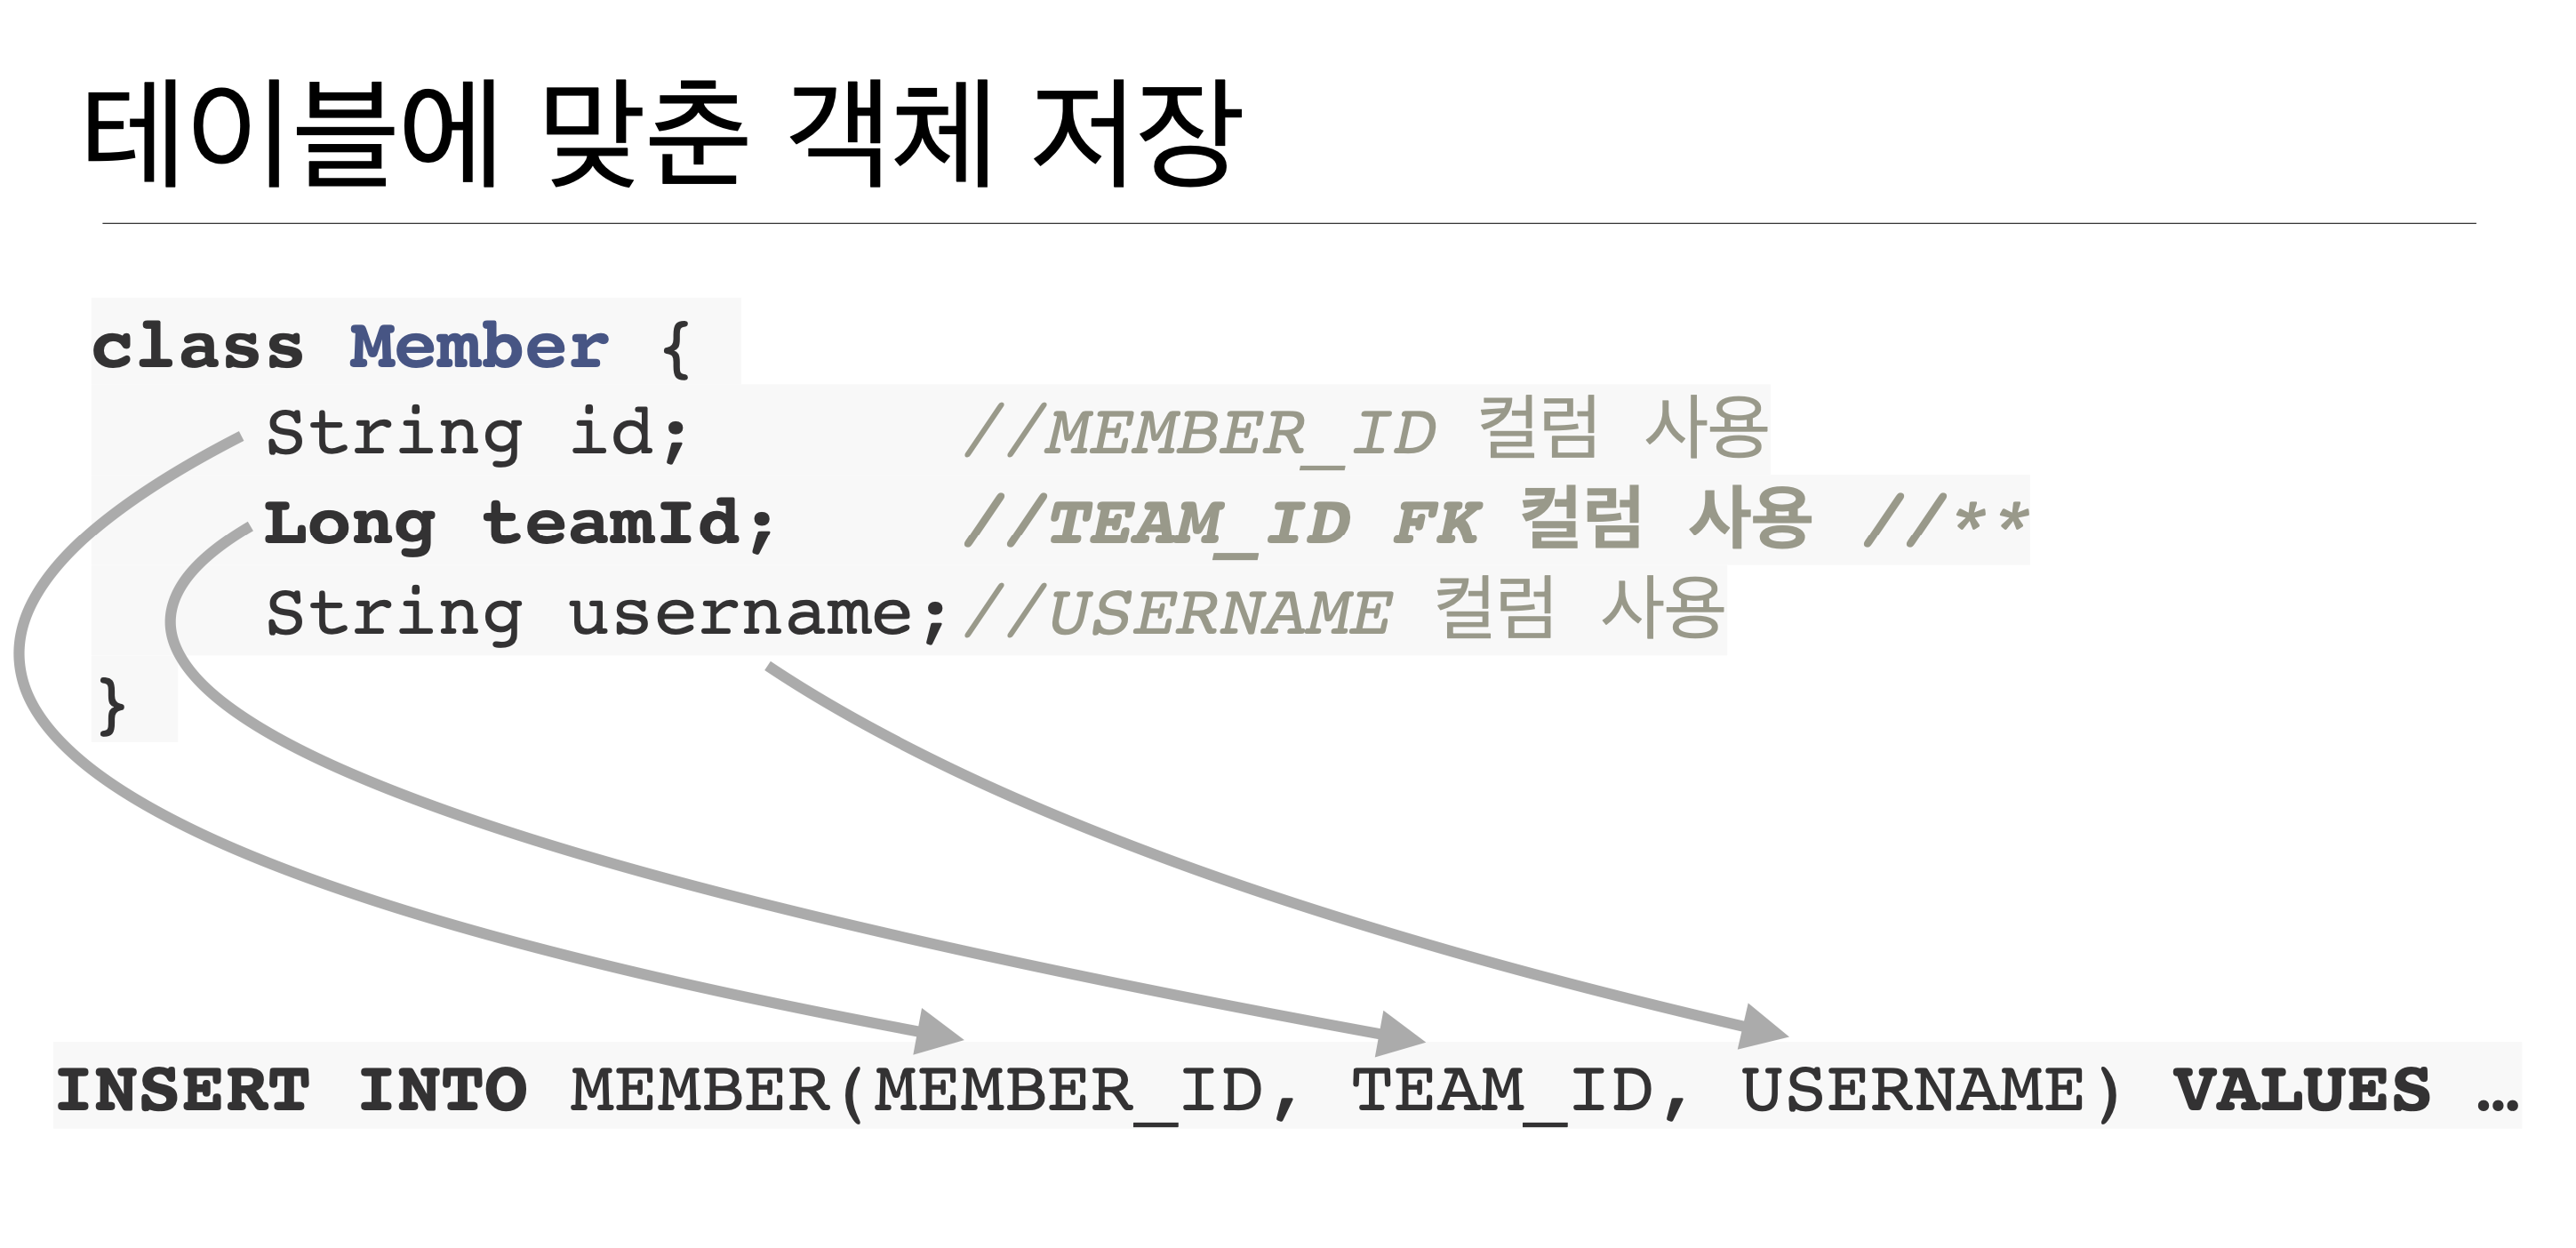 테이블에 맞춘 객체 저장
class Member {
String id; //MEMBER_ID 컬럼 사용
Long teamId; //TEAM_ID FK 컬럼 사용 //**
String username;//USERNAME 컬럼 사용
}
INSERT INTO MEMBER(MEMBER_ID, TEAM_ID, USERNAME) VALUES …